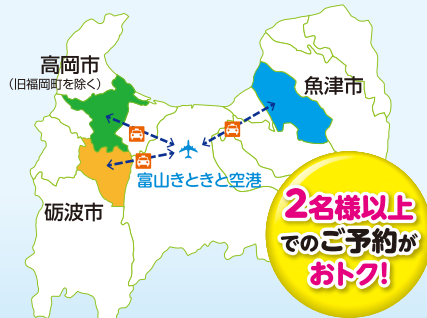 高岡市
（旧福岡町を除く）
魚津市
富山きときと空港
砺波市
2名様以上
でのご予約が
おトク!